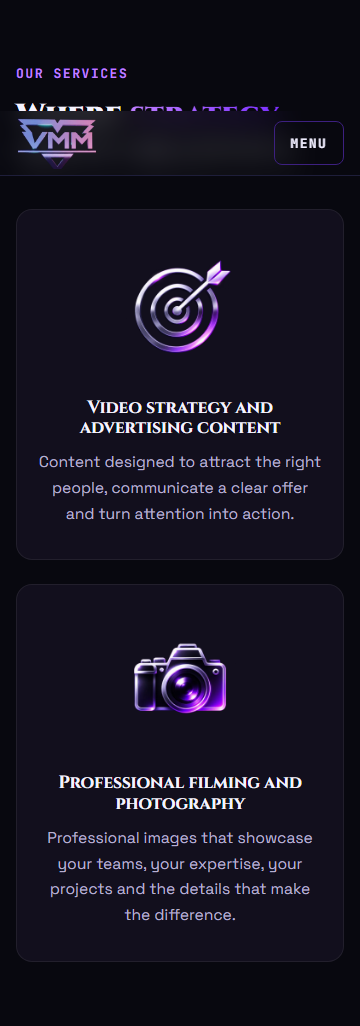 OUR SERVICES
Where strategy
VMM
MENU
Video strategy and
advertising content
Content designed to attract the right
people, communicate a clear offer
and turn attention into action.
Professional filming and
photography
Professional images that showcase
your teams, your expertise, your
projects and the details that make
the difference.